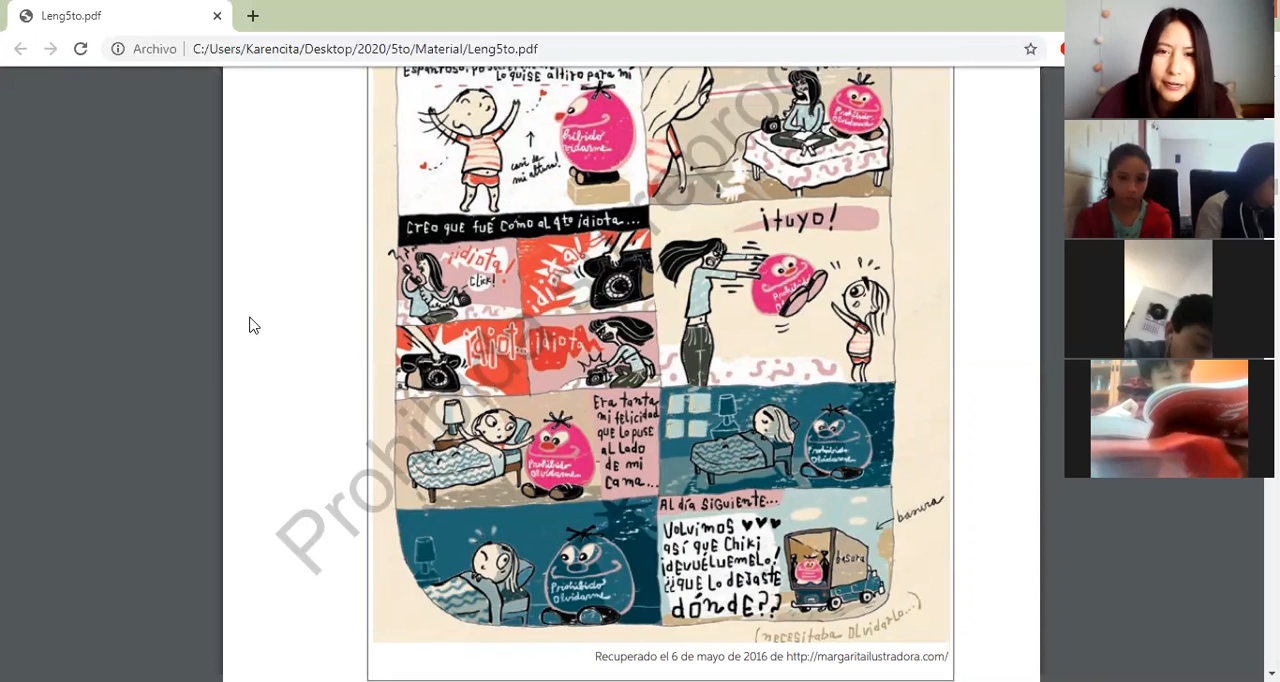 Leng5to.pdf
Archivo
C:/Users/Karencita/Desktop/2020/5to/Material/Leng5to.pdf
lo quise altiro para mí
casi de
mi altura!
Prohibido
olvidarme
CREO QUE FUÉ COMO AL 4to idiota...
¡idiota!
CLICK!
idiota!
idiot
idiota
¡tuyo!
Era tanta
mi felicidad
que lo puse
al lado
de mi
cama...
Prohibido
olvidarme
Prohibido
olvidarme
Prohibido
olvidarme
Al día siguiente...
VOLVIMOS
así que Chiki
¡DEVUÉLVEMELO!
¿¿QUE LO DEJASTE
DÓNDE??
basura
basura
(necesitaba olvidarlo...)
Recuperado el 6 de mayo de 2016 de http://margaritailustradora.com/